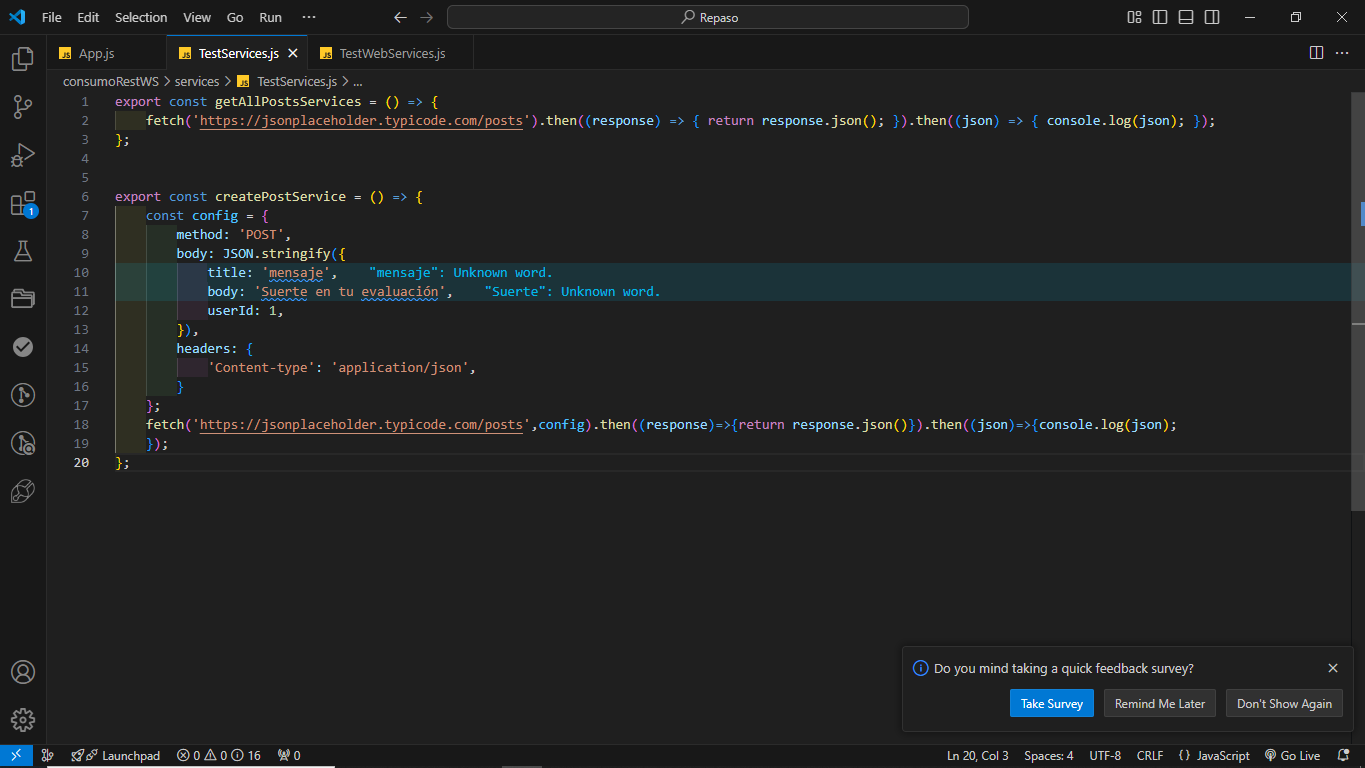 File Edit Selection View Go Run ··· Repaso
JS App.js JS TestServices.js JS TestWebServices.js ···
consumoRestWS > services > JS TestServices.js > ...
1 export const getAllPostsServices = () => {
2 fetch('https://jsonplaceholder.typicode.com/posts').then((response) => { return response.json(); }).then((json) => { console.log(json); });
3 };
4
5
6 export const createPostService = () => {
7 const config = {
8 method: 'POST',
9 body: JSON.stringify({
10 title: 'mensaje', "mensaje": Unknown word.
11 body: 'Suerte en tu evaluación', "Suerte": Unknown word.
12 userId: 1,
13 }),
14 headers: {
15 'Content-type': 'application/json',
16 }
17 };
18 fetch('https://jsonplaceholder.typicode.com/posts',config).then((response)=>{return response.json()}).then((json)=>{console.log(json);
19 });
20 };
1
Do you mind taking a quick feedback survey?
Take Survey Remind Me Later Don't Show Again
Launchpad 0 0 16 0 Ln 20, Col 3 Spaces: 4 UTF-8 CRLF {} JavaScript Go Live